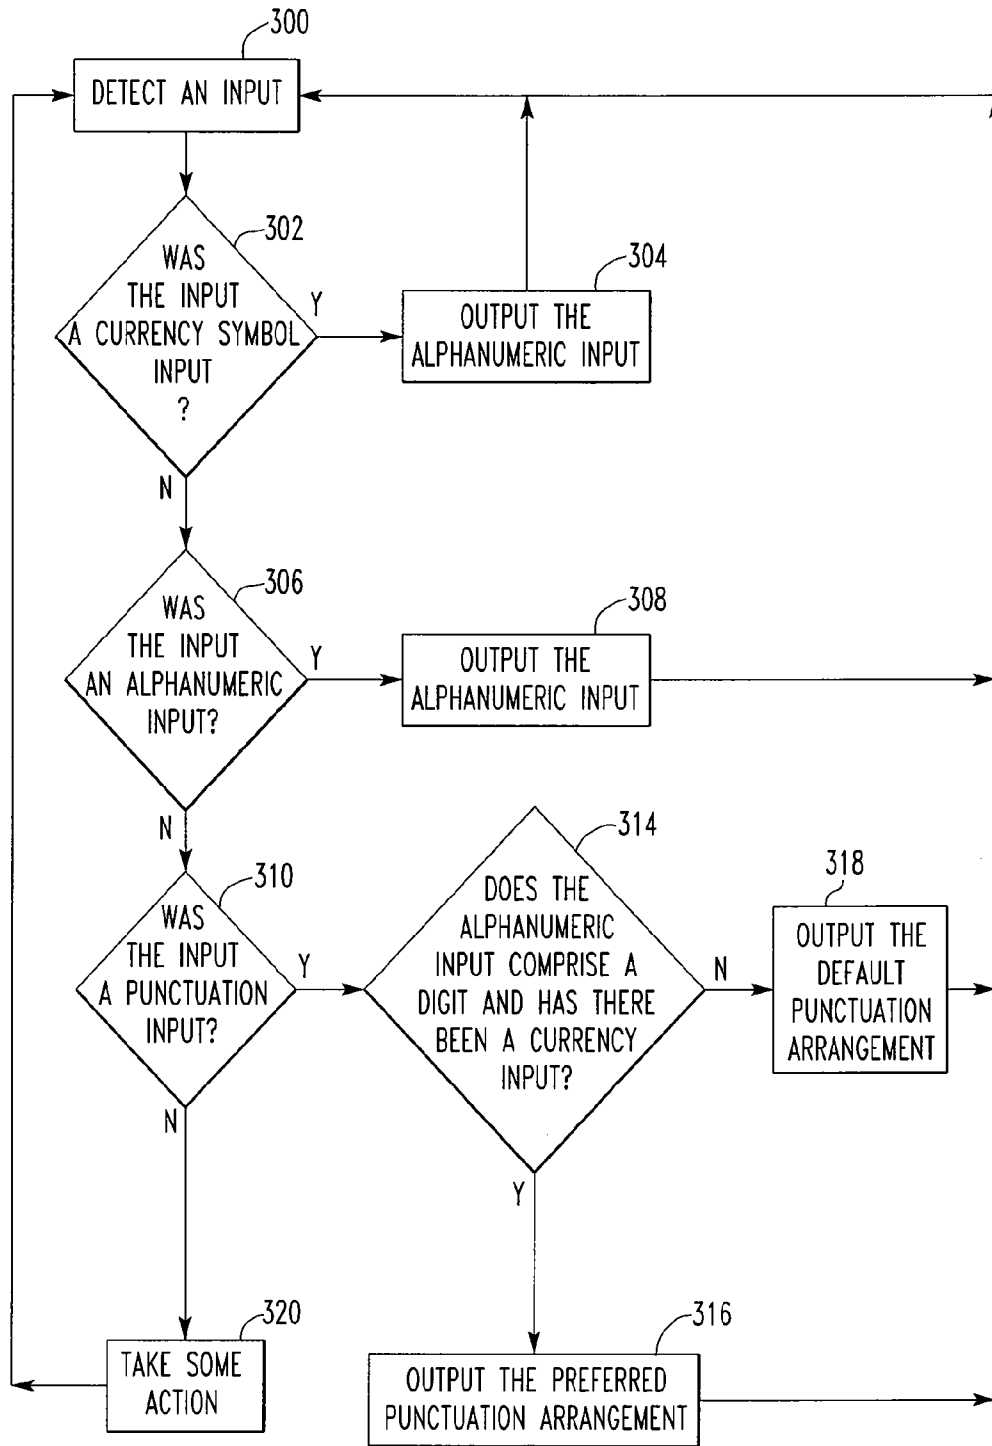 300
DETECT AN INPUT
302
WAS
THE INPUT
A CURRENCY SYMBOL
INPUT
?
Y
N
304
OUTPUT THE
ALPHANUMERIC INPUT
306
WAS
THE INPUT
AN ALPHANUMERIC
INPUT?
Y
N
308
OUTPUT THE
ALPHANUMERIC INPUT
310
WAS
THE INPUT
A PUNCTUATION
INPUT?
Y
N
314
DOES THE
ALPHANUMERIC
INPUT COMPRISE A
DIGIT AND HAS THERE
BEEN A CURRENCY
INPUT?
N
Y
318
OUTPUT THE
DEFAULT
PUNCTUATION
ARRANGEMENT
320
TAKE SOME
ACTION
316
OUTPUT THE PREFERRED
PUNCTUATION ARRANGEMENT